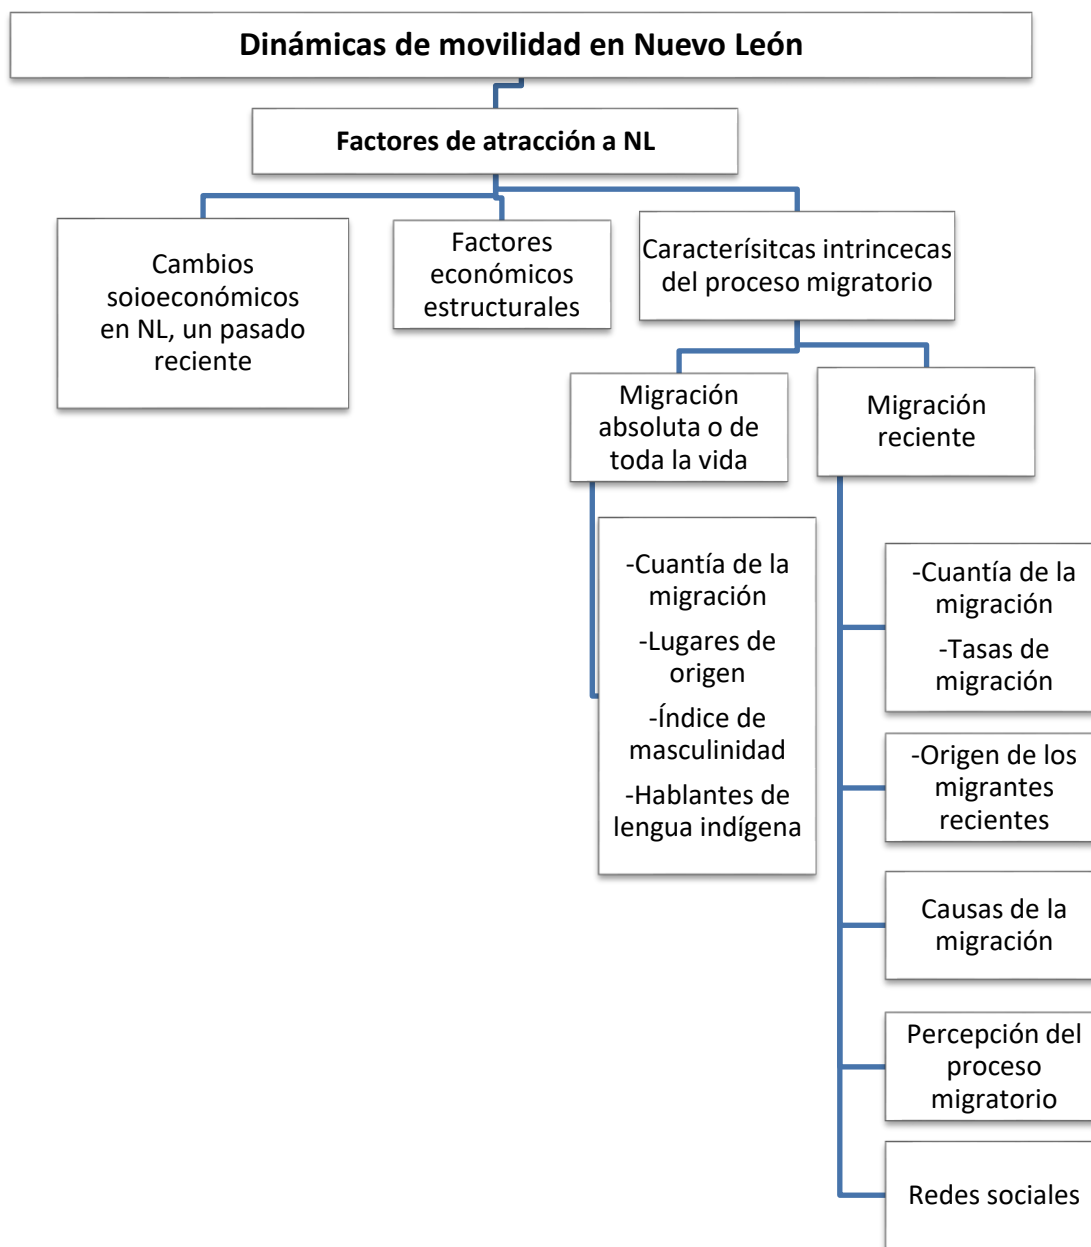 Dinámicas de movilidad en Nuevo León
Factores de atracción a NL
Cambios
soioeconómicos
en NL, un pasado
reciente
Factores
económicos
estructurales
Caracterísitcas intrincecas
del proceso migratorio
Migración
absoluta o de
toda la vida
Migración
reciente
-Cuantía de la
migración
-Lugares de
origen
-Índice de
masculinidad
-Hablantes de
lengua indígena
-Cuantía de la
migración
-Tasas de
migración
-Origen de los
migrantes
recientes
Causas de la
migración
Percepción del
proceso
migratorio
Redes sociales